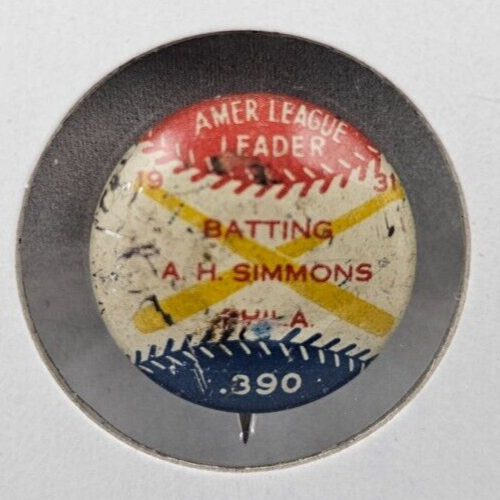 AMER LEAGUE
LEADER
19 31
BATTING
A. H. SIMMONS
PHILA.
.390